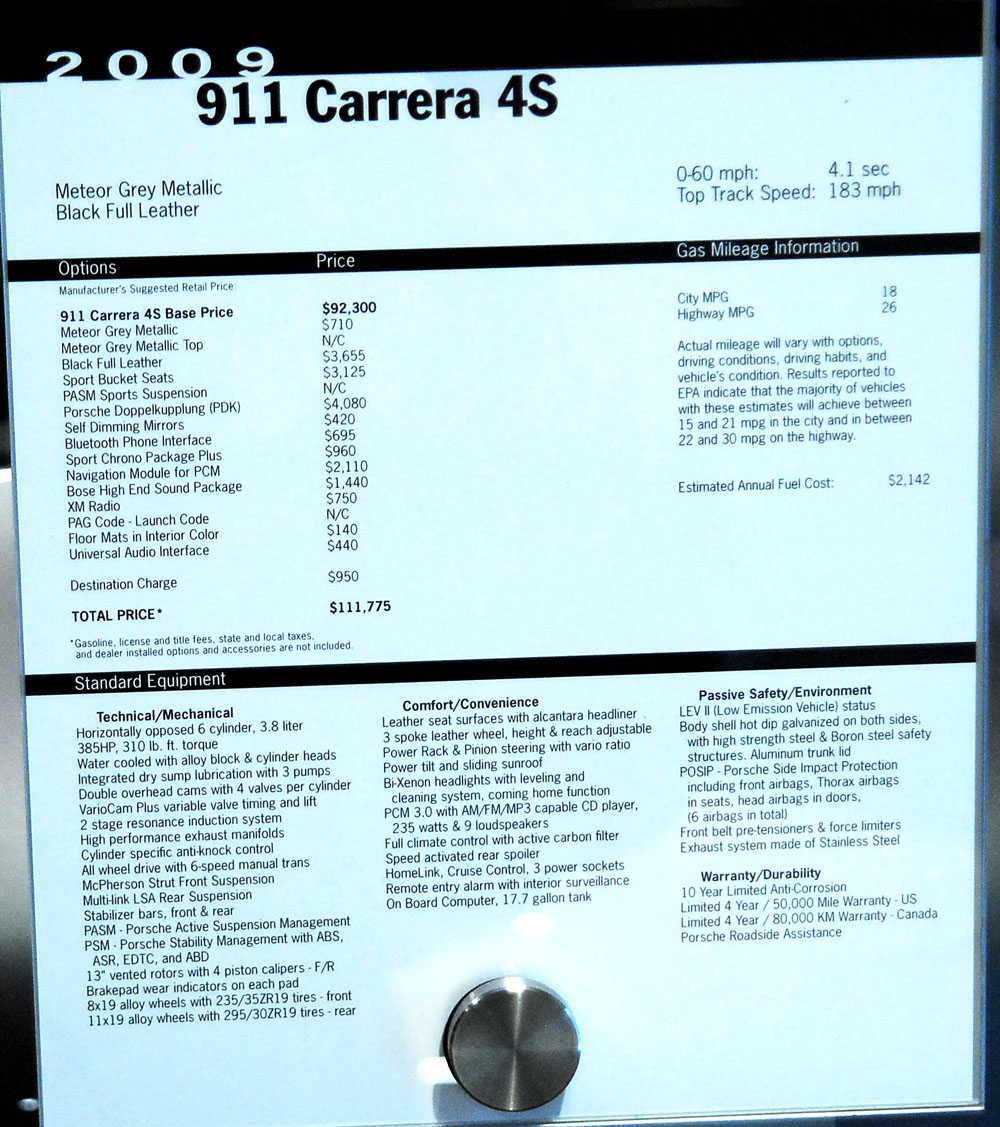 2009
911 Carrera 4S
Meteor Grey Metallic
Black Full Leather
0-60 mph: 4.1 sec
Top Track Speed: 183 mph
Options Price
Manufacturer's Suggested Retail Price:
911 Carrera 4S Base Price $92,300
Meteor Grey Metallic $710
Meteor Grey Metallic Top N/C
Black Full Leather $3,655
Sport Bucket Seats $3,125
PASM Sports Suspension N/C
Porsche Doppelkupplung (PDK) $4,080
Self Dimming Mirrors $420
Bluetooth Phone Interface $695
Sport Chrono Package Plus $960
Navigation Module for PCM $2,110
Bose High End Sound Package $1,440
XM Radio $750
PAG Code - Launch Code N/C
Floor Mats in Interior Color $140
Universal Audio Interface $440
Destination Charge $950
TOTAL PRICE* $111,775
*Gasoline, license and title fees, state and local taxes,
and dealer installed options and accessories are not included.
Gas Mileage Information
City MPG 18
Highway MPG 26
Actual mileage will vary with options,
driving conditions, driving habits, and
vehicle's condition. Results reported to
EPA indicate that the majority of vehicles
with these estimates will achieve between
15 and 21 mpg in the city and in between
22 and 30 mpg on the highway.
Estimated Annual Fuel Cost: $2,142
Standard Equipment
Technical/Mechanical
Horizontally opposed 6 cylinder, 3.8 liter
385HP, 310 lb. ft. torque
Water cooled with alloy block & cylinder heads
Integrated dry sump lubrication with 3 pumps
Double overhead cams with 4 valves per cylinder
VarioCam Plus variable valve timing and lift
2 stage resonance induction system
High performance exhaust manifolds
Cylinder specific anti-knock control
All wheel drive with 6-speed manual trans
McPherson Strut Front Suspension
Multi-link LSA Rear Suspension
Stabilizer bars, front & rear
PASM - Porsche Active Suspension Management
PSM - Porsche Stability Management with ABS,
ASR, EDTC, and ABD
13" vented rotors with 4 piston calipers - F/R
Brakepad wear indicators on each pad
8x19 alloy wheels with 235/35ZR19 tires - front
11x19 alloy wheels with 295/30ZR19 tires - rear
Comfort/Convenience
Leather seat surfaces with alcantara headliner
3 spoke leather wheel, height & reach adjustable
Power Rack & Pinion steering with vario ratio
Power tilt and sliding sunroof
Bi-Xenon headlights with leveling and
cleaning system, coming home function
PCM 3.0 with AM/FM/MP3 capable CD player,
235 watts & 9 loudspeakers
Full climate control with active carbon filter
Speed activated rear spoiler
HomeLink, Cruise Control, 3 power sockets
Remote entry alarm with interior surveillance
On Board Computer, 17.7 gallon tank
Passive Safety/Environment
LEV II (Low Emission Vehicle) status
Body shell hot dip galvanized on both sides,
with high strength steel & Boron steel safety
structures. Aluminum trunk lid
POSIP - Porsche Side Impact Protection
including front airbags, Thorax airbags
in seats, head airbags in doors,
(6 airbags in total)
Front belt pre-tensioners & force limiters
Exhaust system made of Stainless Steel
Warranty/Durability
10 Year Limited Anti-Corrosion
Limited 4 Year / 50,000 Mile Warranty - US
Limited 4 Year / 80,000 KM Warranty - Canada
Porsche Roadside Assistance